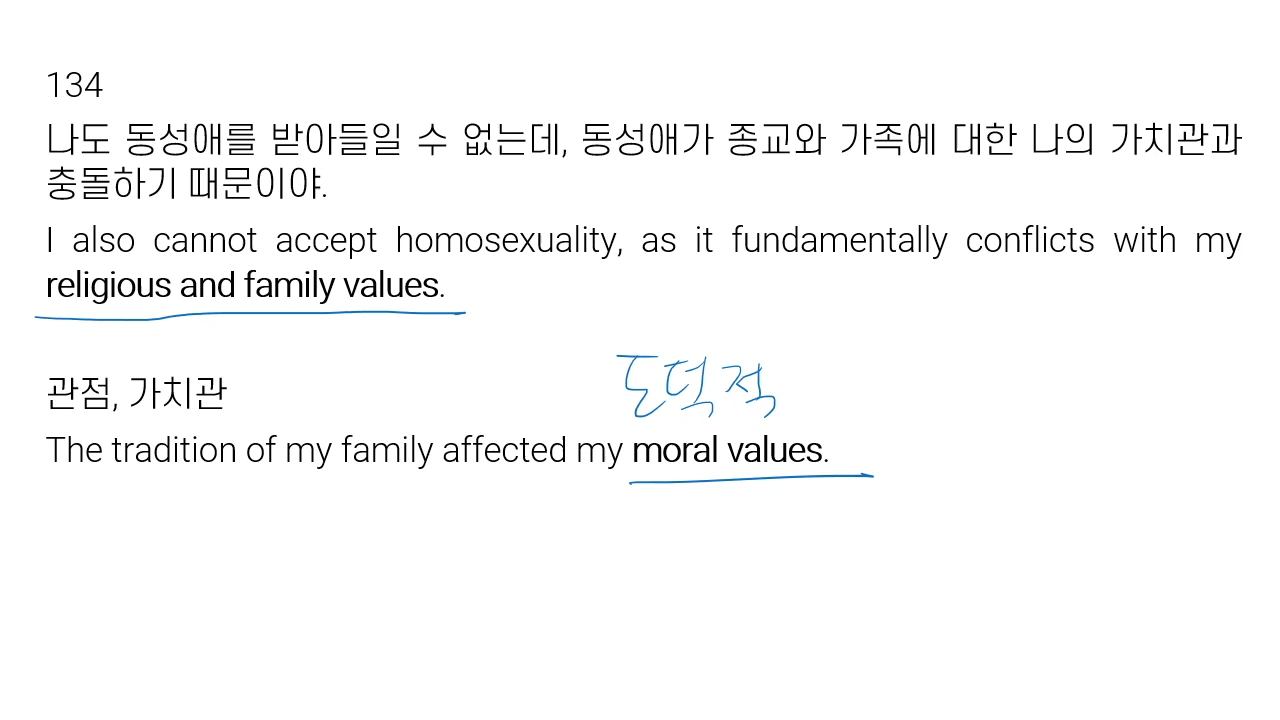 134
나도 동성애를 받아들일 수 없는데, 동성애가 종교와 가족에 대한 나의 가치관과
충돌하기 때문이야.
I also cannot accept homosexuality, as it fundamentally conflicts with my
religious and family values.
관점, 가치관
도덕적
The tradition of my family affected my moral values.